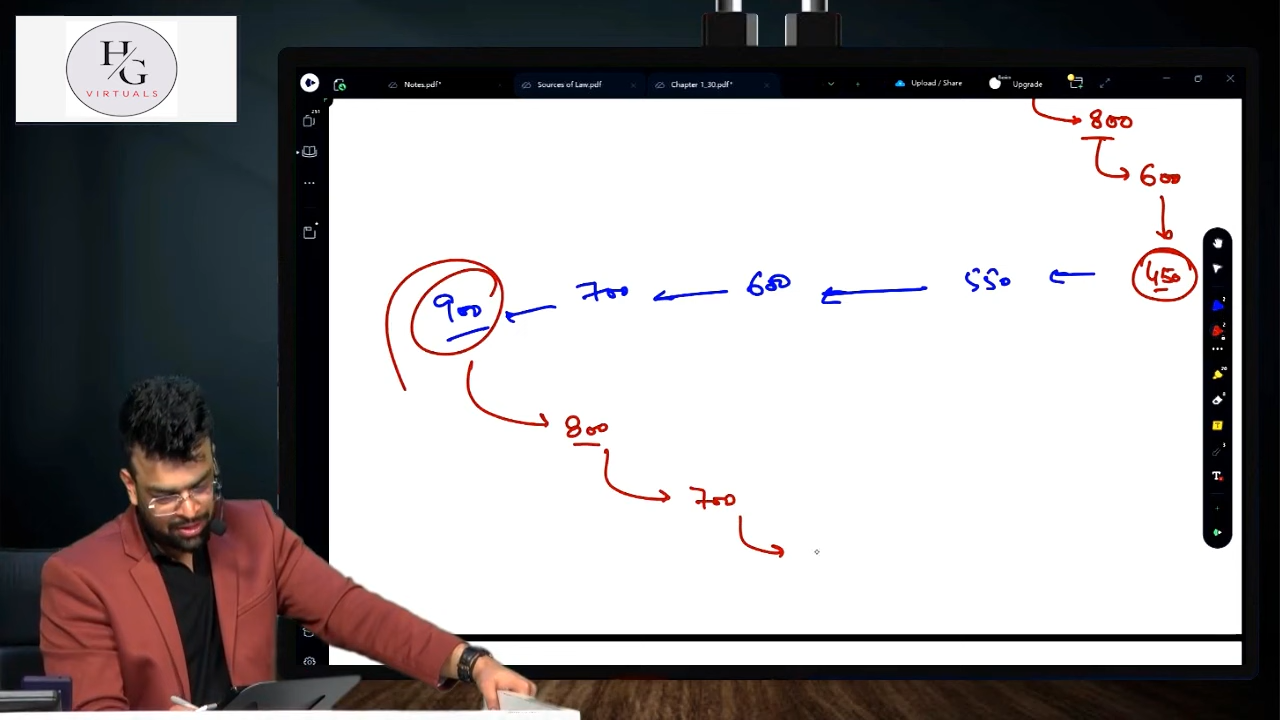 H/G
VIRTUALS
Notes.pdf*
Sources of Law.pdf
Chapter 1_30.pdf*
Upload / Share
Upgrade
800
600
900 700 600 550 450
800
700